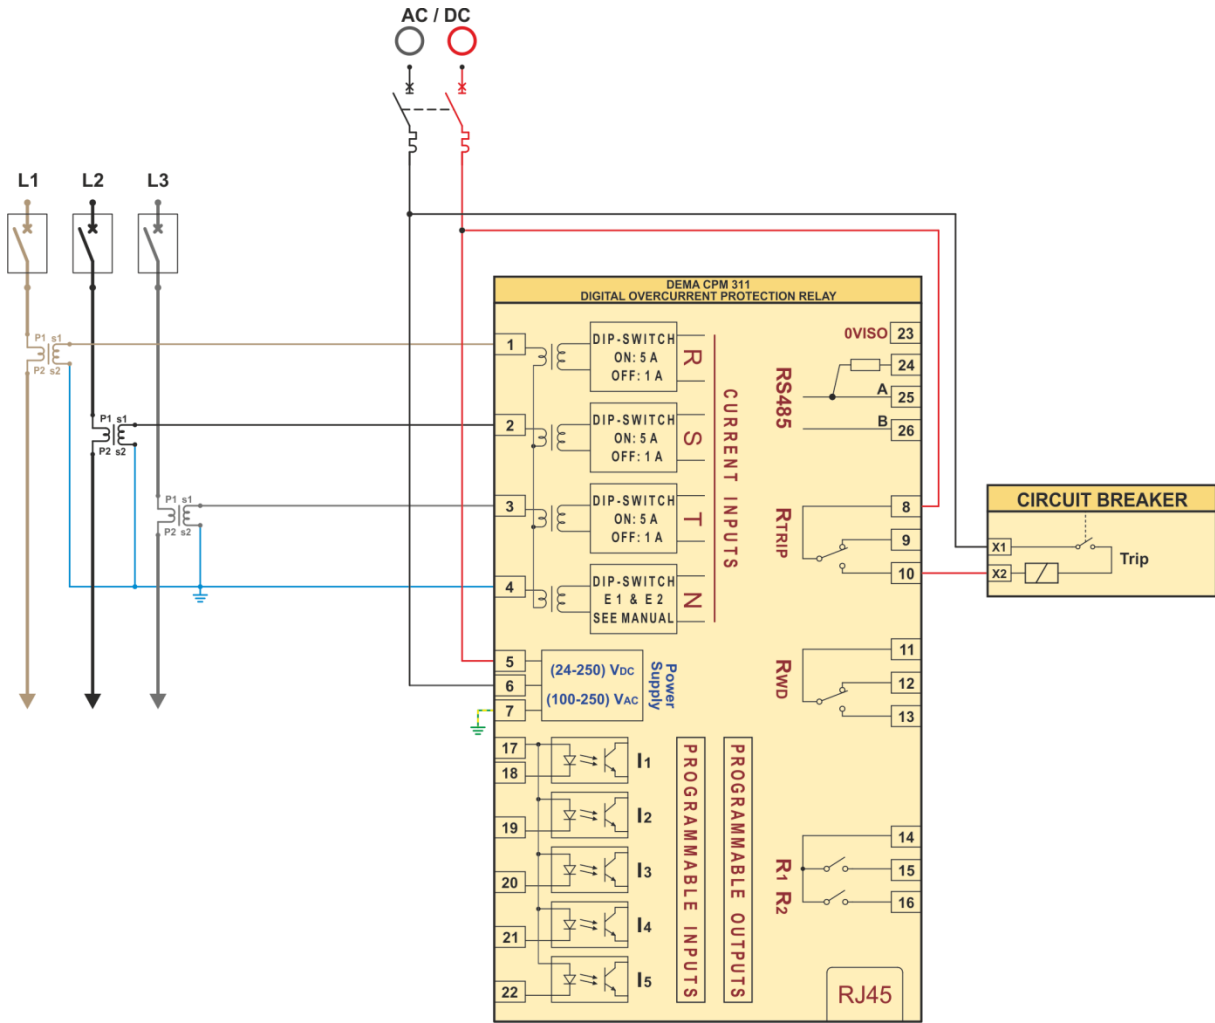 AC / DC
L1
L2
L3
P1 s1
P2 s2
P1 s1
P2 s2
P1 s1
P2 s2
DEMA CPM 311
DIGITAL OVERCURRENT PROTECTION RELAY
1
DIP-SWITCH
ON: 5 A
OFF: 1 A
R
2
DIP-SWITCH
ON: 5 A
OFF: 1 A
S
3
DIP-SWITCH
ON: 5 A
OFF: 1 A
T
4
DIP-SWITCH
E 1 & E 2
SEE MANUAL
N
CURRENT INPUTS
5
6
7
(24-250) VDC
(100-250) VAC
Power
Supply
17
18
I1
19
I2
20
I3
21
I4
22
I5
PROGRAMMABLE INPUTS
PROGRAMMABLE OUTPUTS
0VISO
23
24
RS485
A
25
B
26
RTRIP
8
9
10
RWD
11
12
13
R1 R2
14
15
16
RJ45
CIRCUIT BREAKER
X1
X2
Trip